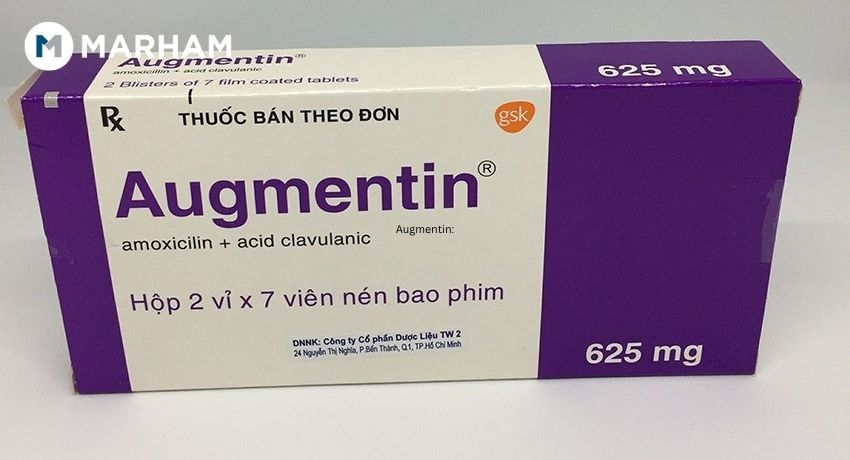 MARHAM
Augmentin®
amoxicillin + acid clavulanic
2 Blisters of 7 film coated tablets
625 mg
Rx THUỐC BÁN THEO ĐƠN
gsk
Augmentin®
Augmentin:
amoxicilin + acid clavulanic
Hộp 2 vỉ x 7 viên nén bao phim
DNNK: Công ty Cổ phần Dược Liệu TW 2
24 Nguyễn Thị Nghĩa, P.Bến Thành, Q.1, TP.Hồ Chí Minh
625 mg